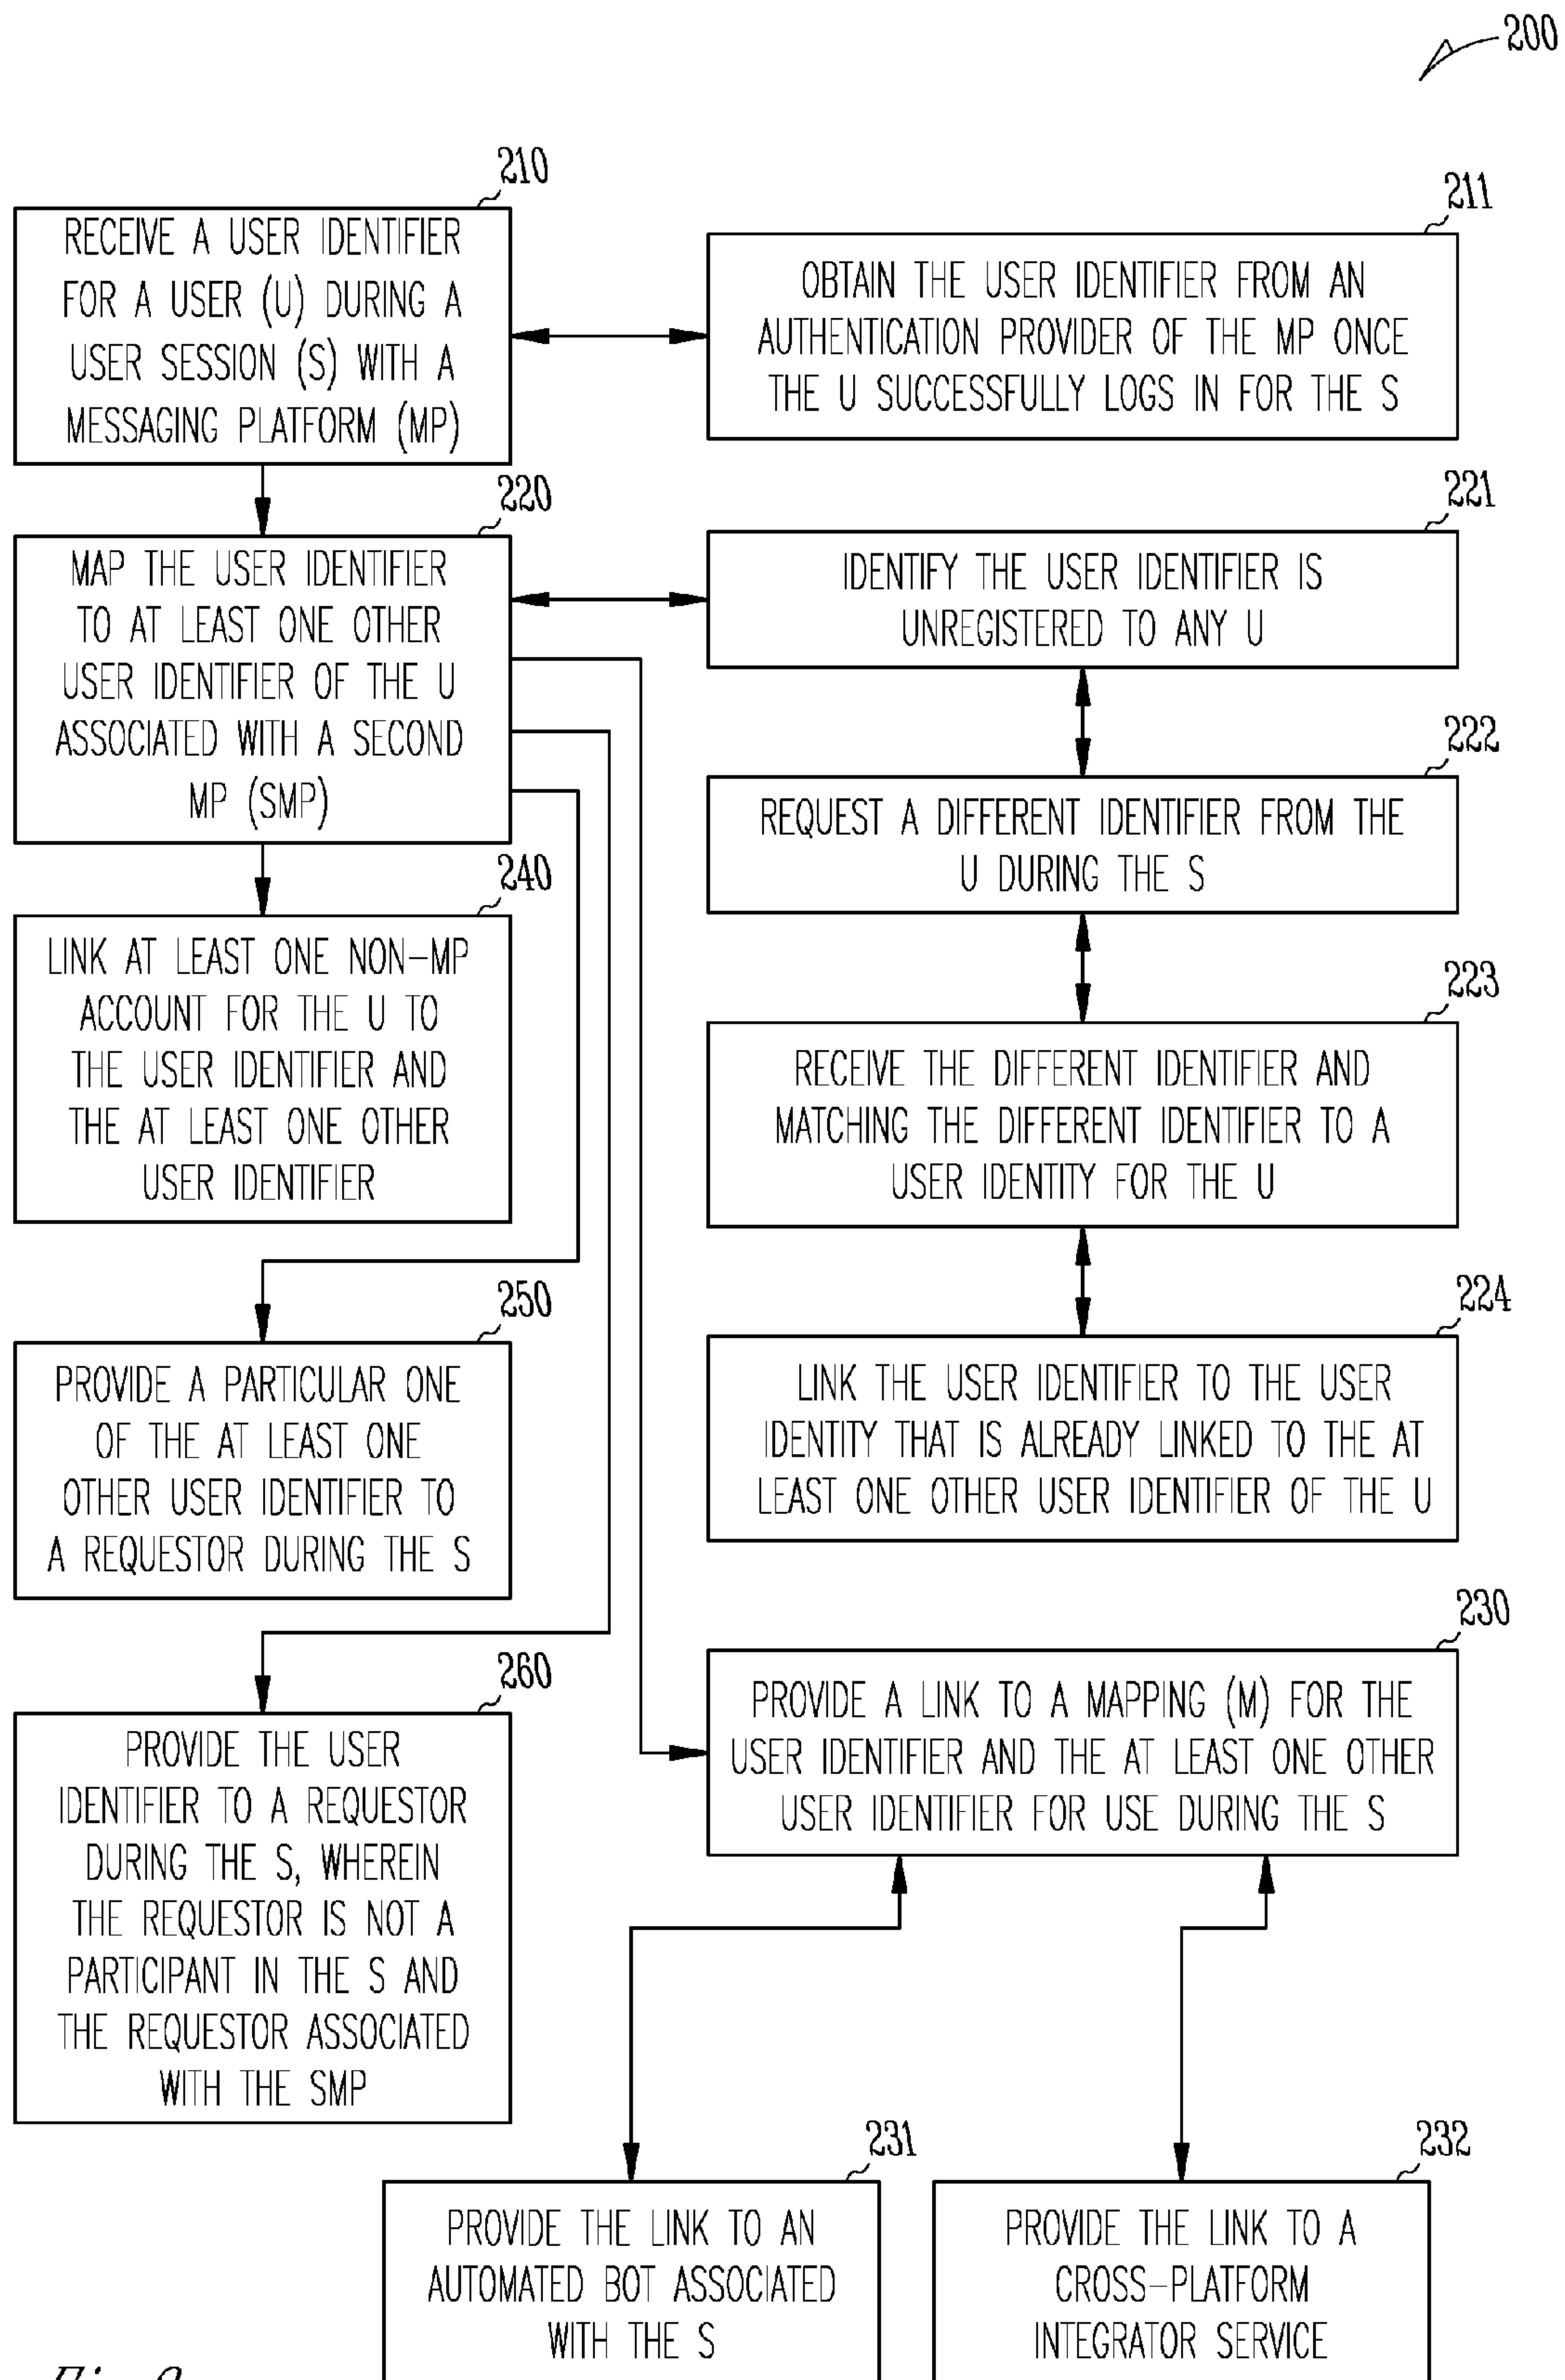 200
210
RECEIVE A USER IDENTIFIER
FOR A USER (U) DURING A
USER SESSION (S) WITH A
MESSAGING PLATFORM (MP)
211
OBTAIN THE USER IDENTIFIER FROM AN
AUTHENTICATION PROVIDER OF THE MP ONCE
THE U SUCCESSFULLY LOGS IN FOR THE S
220
MAP THE USER IDENTIFIER
TO AT LEAST ONE OTHER
USER IDENTIFIER OF THE U
ASSOCIATED WITH A SECOND
MP (SMP)
221
IDENTIFY THE USER IDENTIFIER IS
UNREGISTERED TO ANY U
222
REQUEST A DIFFERENT IDENTIFIER FROM THE
U DURING THE S
240
LINK AT LEAST ONE NON-MP
ACCOUNT FOR THE U TO
THE USER IDENTIFIER AND
THE AT LEAST ONE OTHER
USER IDENTIFIER
223
RECEIVE THE DIFFERENT IDENTIFIER AND
MATCHING THE DIFFERENT IDENTIFIER TO A
USER IDENTITY FOR THE U
250
PROVIDE A PARTICULAR ONE
OF THE AT LEAST ONE
OTHER USER IDENTIFIER TO
A REQUESTOR DURING THE S
224
LINK THE USER IDENTIFIER TO THE USER
IDENTITY THAT IS ALREADY LINKED TO THE AT
LEAST ONE OTHER USER IDENTIFIER OF THE U
260
PROVIDE THE USER
IDENTIFIER TO A REQUESTOR
DURING THE S, WHEREIN
THE REQUESTOR IS NOT A
PARTICIPANT IN THE S AND
THE REQUESTOR ASSOCIATED
WITH THE SMP
230
PROVIDE A LINK TO A MAPPING (M) FOR THE
USER IDENTIFIER AND THE AT LEAST ONE OTHER
USER IDENTIFIER FOR USE DURING THE S
231
PROVIDE THE LINK TO AN
AUTOMATED BOT ASSOCIATED
WITH THE S
232
PROVIDE THE LINK TO A
CROSS-PLATFORM
INTEGRATOR SERVICE